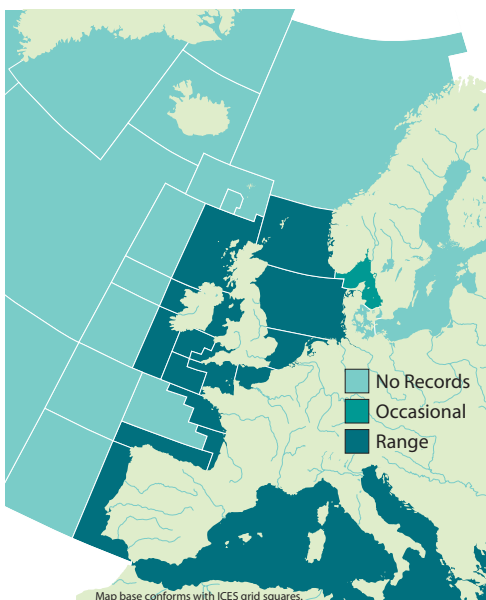 No Records
Occasional
Range
Map base conforms with ICES grid squares.